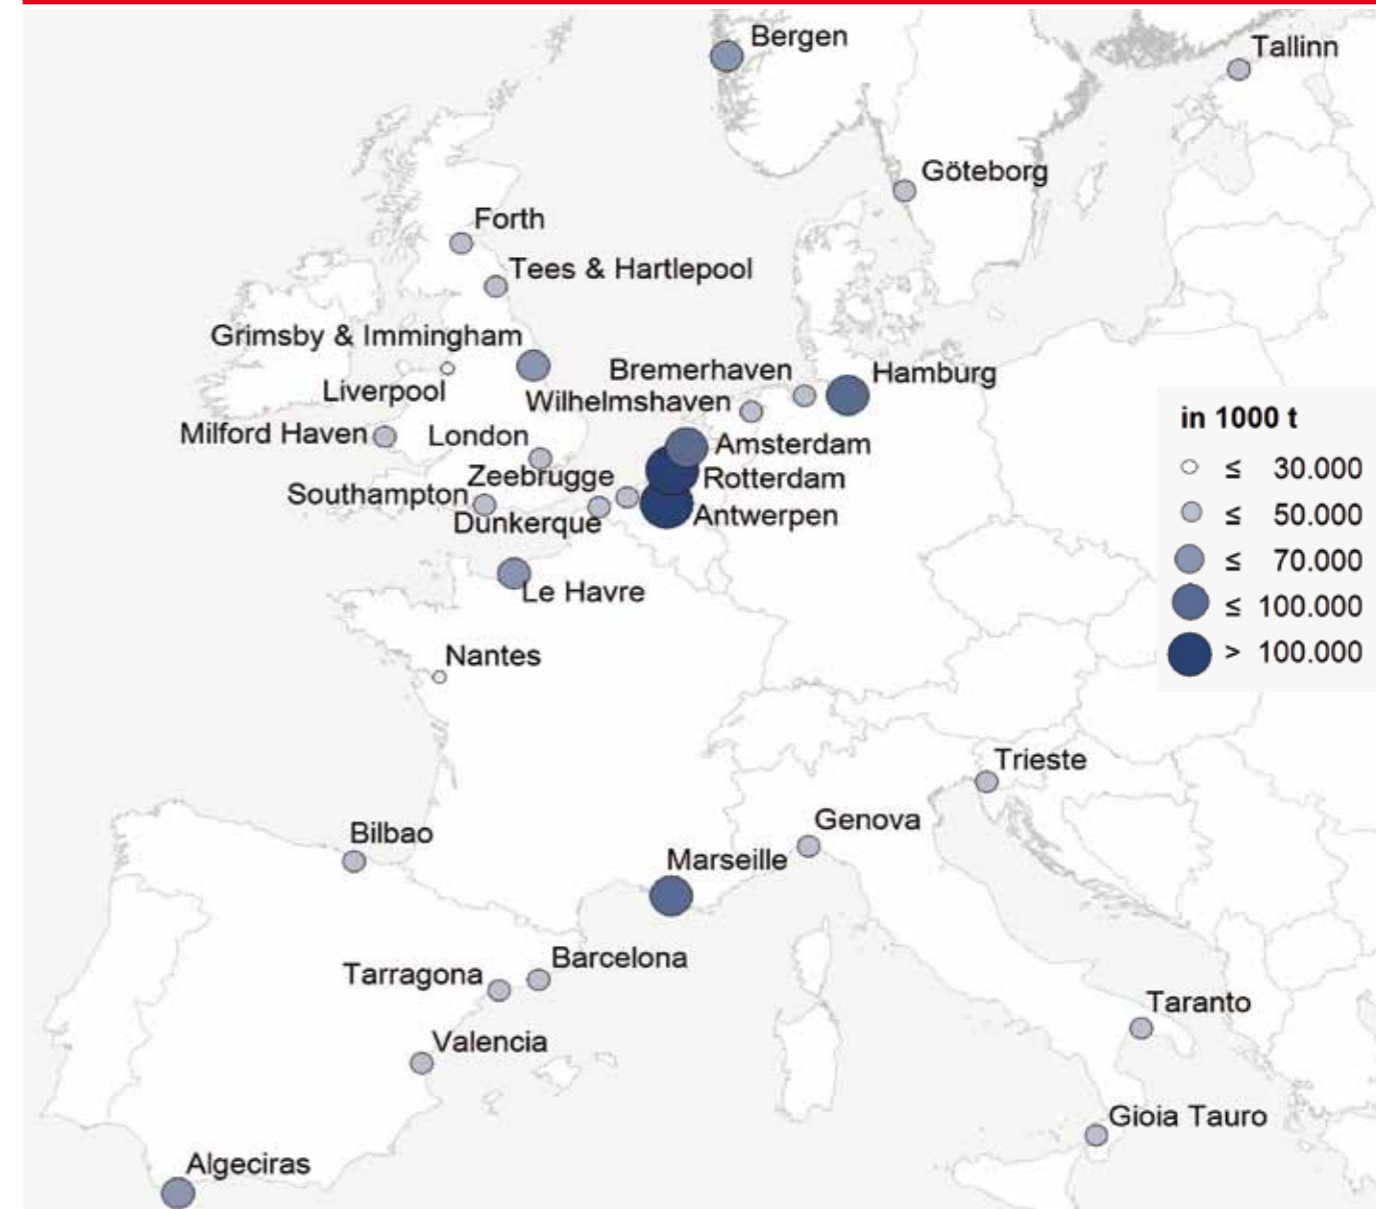 Bergen
Tallinn
Göteborg
Forth
Tees & Hartlepool
Grimsby & Immingham
Liverpool
Bremerhaven
Hamburg
Wilhelmshaven
Milford Haven
London
Amsterdam
Zeebrugge
Rotterdam
Southampton
Dunkerque
Antwerpen
Le Havre
Nantes
in 1000 t
≤ 30.000
≤ 50.000
≤ 70.000
≤ 100.000
> 100.000
Trieste
Genova
Bilbao
Marseille
Barcelona
Tarragona
Taranto
Valencia
Gioia Tauro
Algeciras